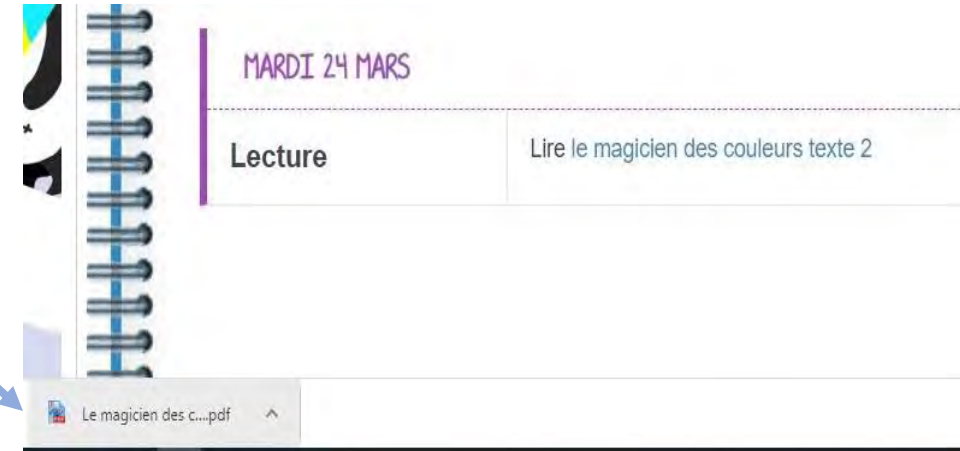 MARDI 24 MARS
Lecture
Lire le magicien des couleurs texte 2
Le magicien des c....pdf